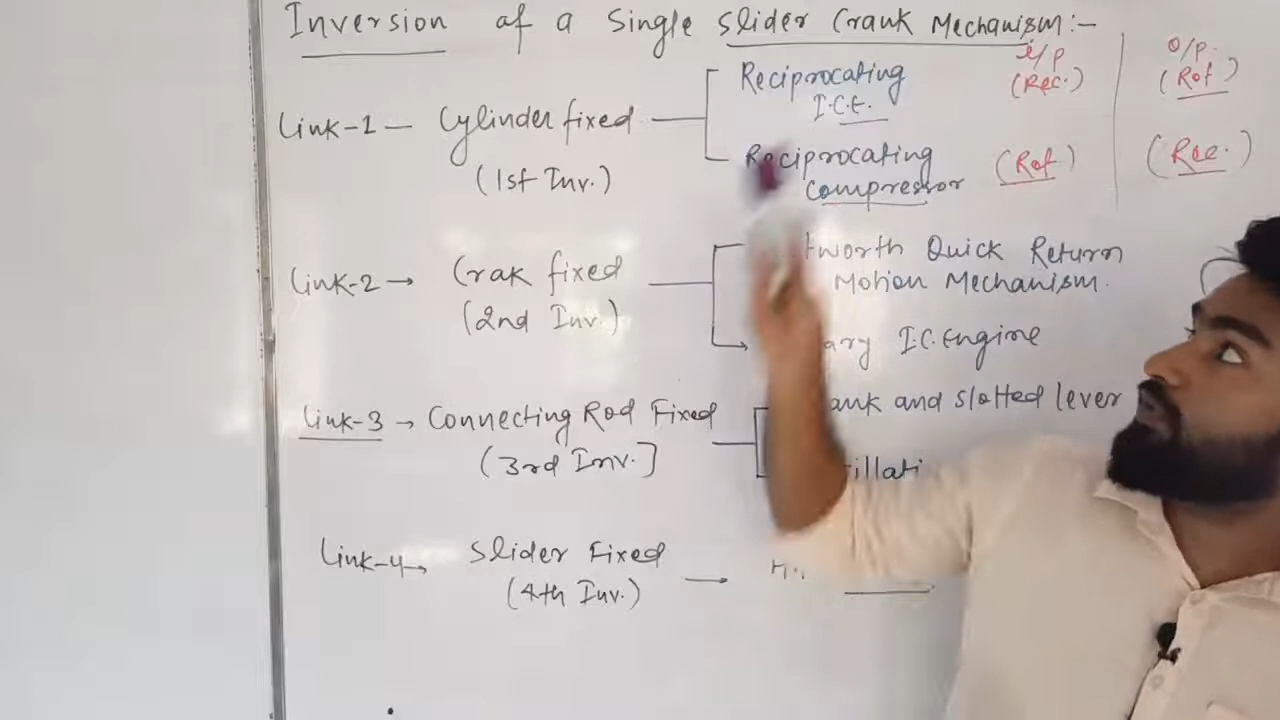 Inversion of a Single Slider Crank Mechanism:-
i/p
(Rec.)
O/p.
(Rot)
Link-1 — Cylinder fixed
(1st Inv.)
Reciprocating
I.C.E.
Reciprocating
Compressor
(Rot)
(Rec.)
Link-2 → Crak fixed
(2nd Inv.)
tworth Quick Return
Motion Mechanism.
ary I.C. Engine
Link-3 → Connecting Rod Fixed
(3rd Inv.]
ank and slotted lever
illati
Link-4→ Slider Fixed
(4th Inv.) →